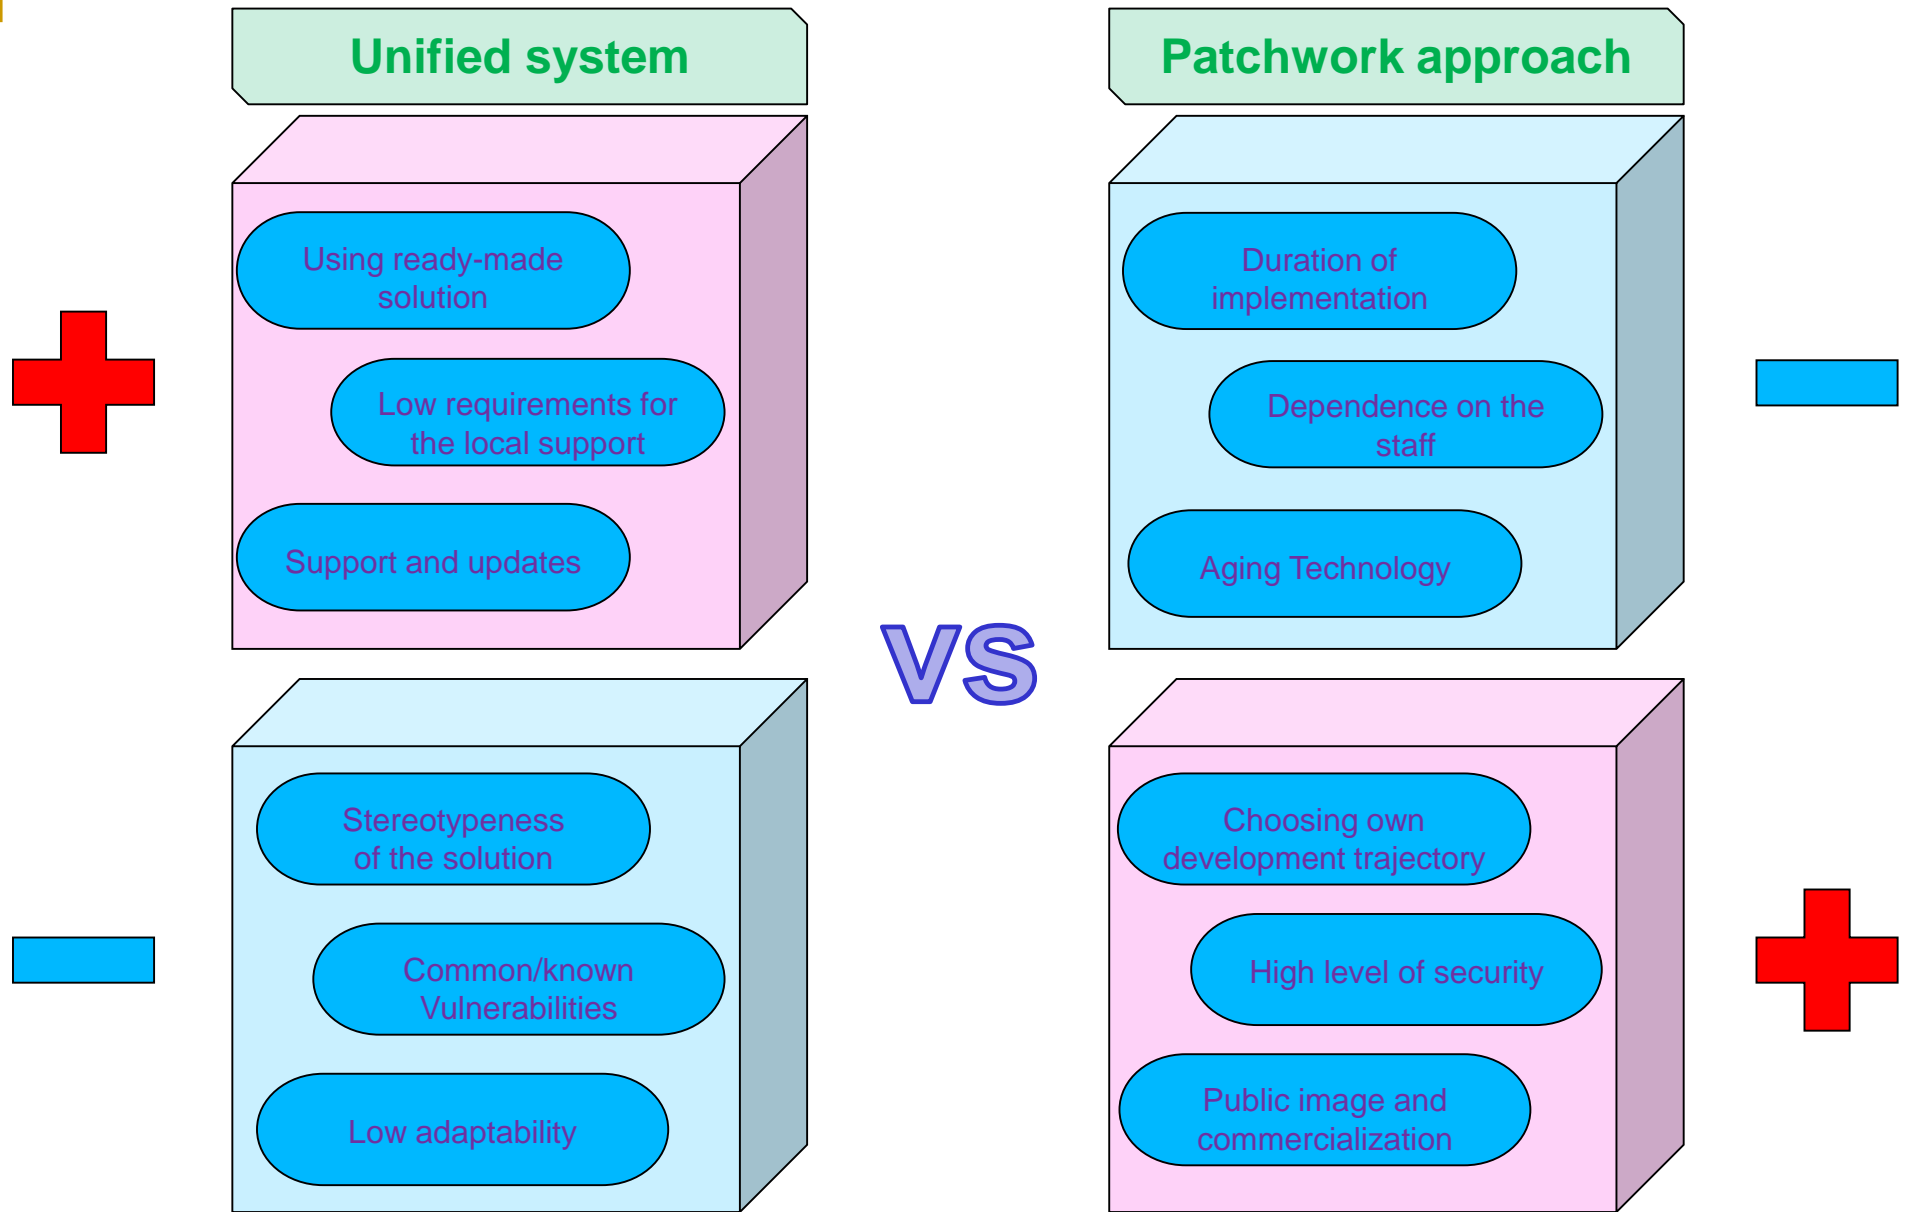 Unified system
Using ready-made
solution
Low requirements for
the local support
Support and updates
Stereotypeness
of the solution
Common/known
Vulnerabilities
Low adaptability
VS
Patchwork approach
Duration of
implementation
Dependence on the
staff
Aging Technology
Choosing own
development trajectory
High level of security
Public image and
commercialization